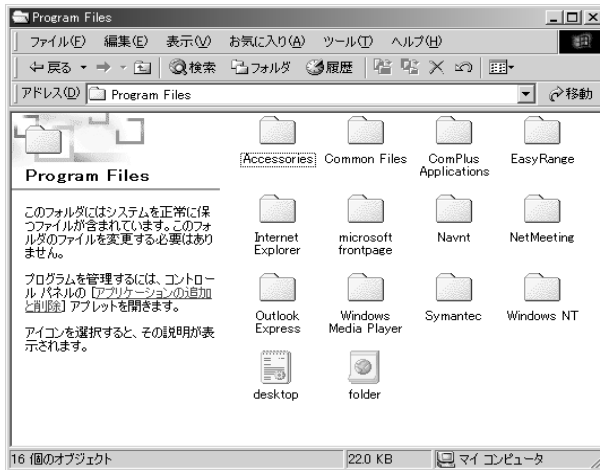 Program Files
ファイル(F) 編集(E) 表示(V) お気に入り(A) ツール(T) ヘルプ(H)
戻る 検索 フォルダ 履歴
アドレス(D) Program Files 移動
Program Files
このフォルダにはシステムを正常に保
つファイルが含まれています。このフォ
ルダのファイルを変更する必要はあり
ません。
プログラムを管理するには、コントロー
ル パネルの [アプリケーションの追加
と削除] アプレットを開きます。
アイコンを選択すると、その説明が表
示されます。
Accessories Common Files ComPlus Applications EasyRange
Internet Explorer microsoft frontpage Navnt NetMeeting
Outlook Express Windows Media Player Symantec Windows NT
desktop folder
16 個のオブジェクト 22.0 KB マイ コンピュータ